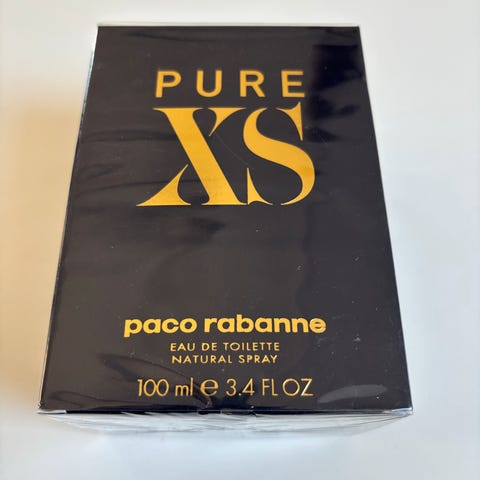 PURE
XS
paco rabanne
EAU DE TOILETTE
NATURAL SPRAY
100 ml ℮ 3.4 FL OZ